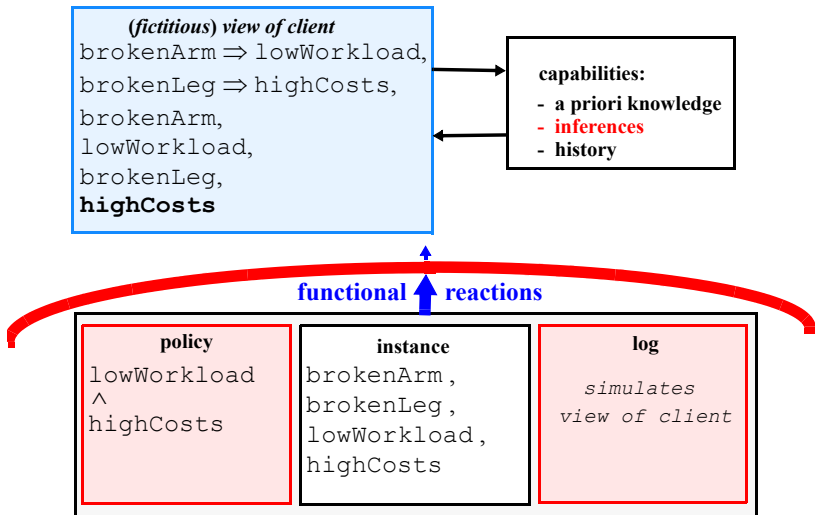 (fictitious) view of client
brokenArm ⇒ lowWorkload,
brokenLeg ⇒ highCosts,
brokenArm,
lowWorkload,
brokenLeg,
highCosts
capabilities:
- a priori knowledge
- inferences
- history
functional reactions
policy
lowWorkload
^
highCosts
instance
brokenArm ,
brokenLeg ,
lowWorkload ,
highCosts
log
simulates
view of client